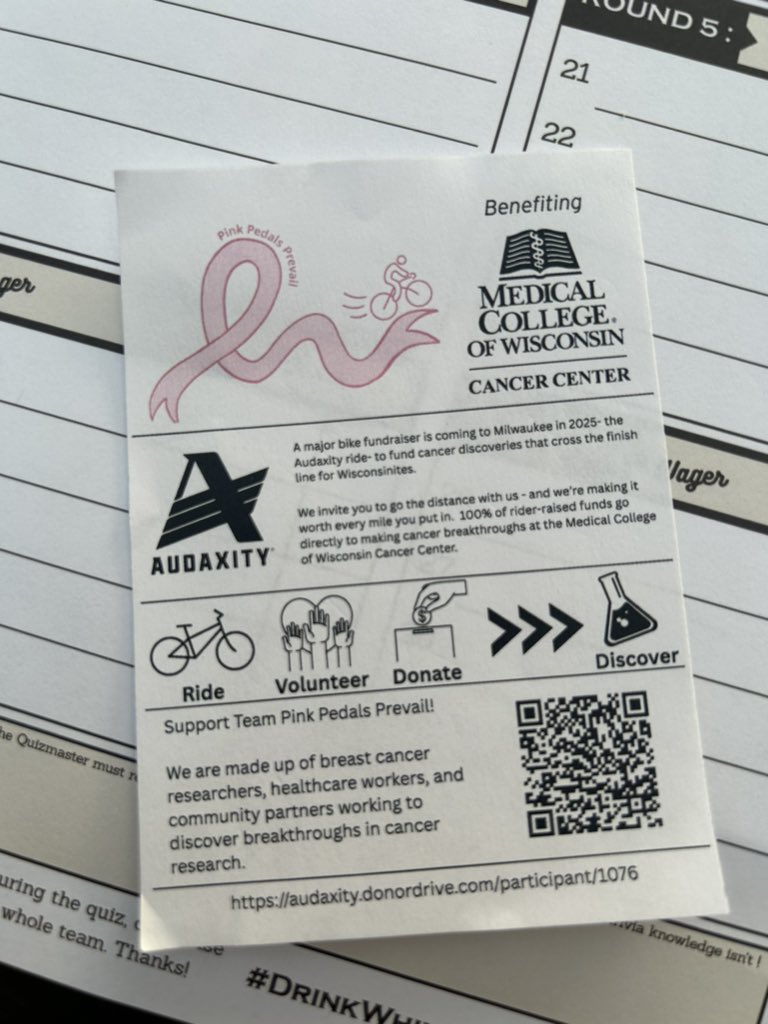 ROUND 5 :
21
22
Benefiting
Pink Pedals Prevail
MEDICAL
COLLEGE®
OF WISCONSIN
CANCER CENTER
A major bike fundraiser is coming to Milwaukee in 2025- the
Audaxity ride- to fund cancer discoveries that cross the finish
line for Wisconsinites.
We invite you to go the distance with us - and we're making it
worth every mile you put in. 100% of rider-raised funds go
directly to making cancer breakthroughs at the Medical College
of Wisconsin Cancer Center.
AUDAXITY
Ride
Volunteer
$
Donate
Discover
Support Team Pink Pedals Prevail!
We are made up of breast cancer
researchers, healthcare workers, and
community partners working to
discover breakthroughs in cancer
research.
https://audaxity.donordrive.com/participant/1076
Quizmaster must
the quiz,
whole team. Thanks!
knowledge isn't !